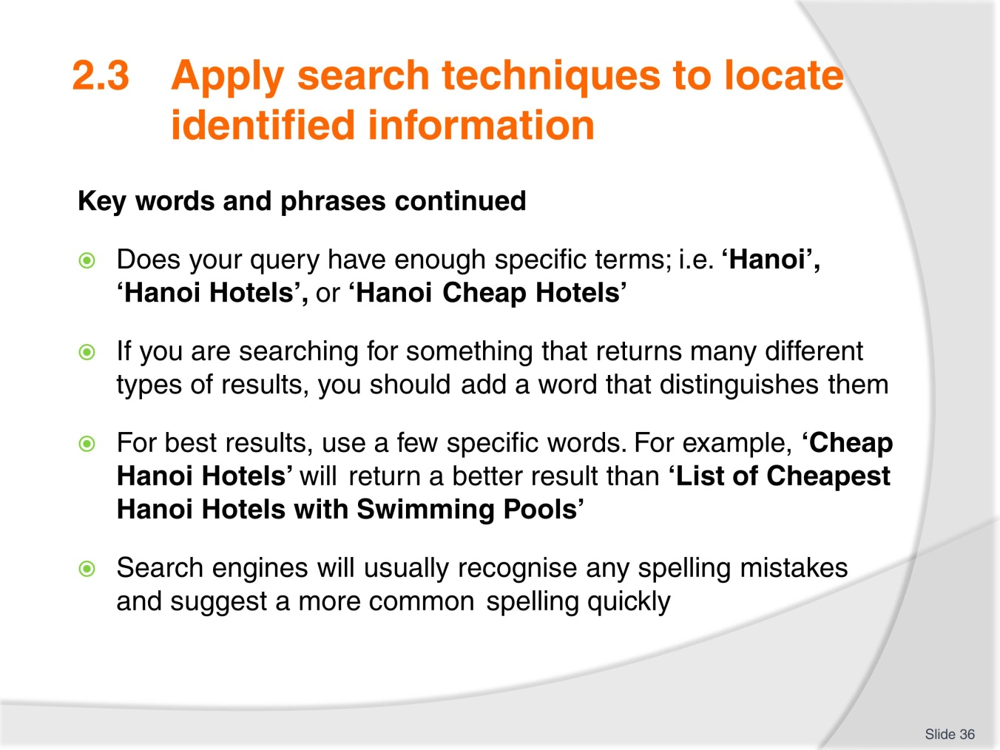 2.3 Apply search techniques to locate
identified information
Key words and phrases continued
Does your query have enough specific terms; i.e. ‘Hanoi’,
‘Hanoi Hotels’, or ‘Hanoi Cheap Hotels’
If you are searching for something that returns many different
types of results, you should add a word that distinguishes them
For best results, use a few specific words. For example, ‘Cheap
Hanoi Hotels’ will return a better result than ‘List of Cheapest
Hanoi Hotels with Swimming Pools’
Search engines will usually recognise any spelling mistakes
and suggest a more common spelling quickly
Slide 36